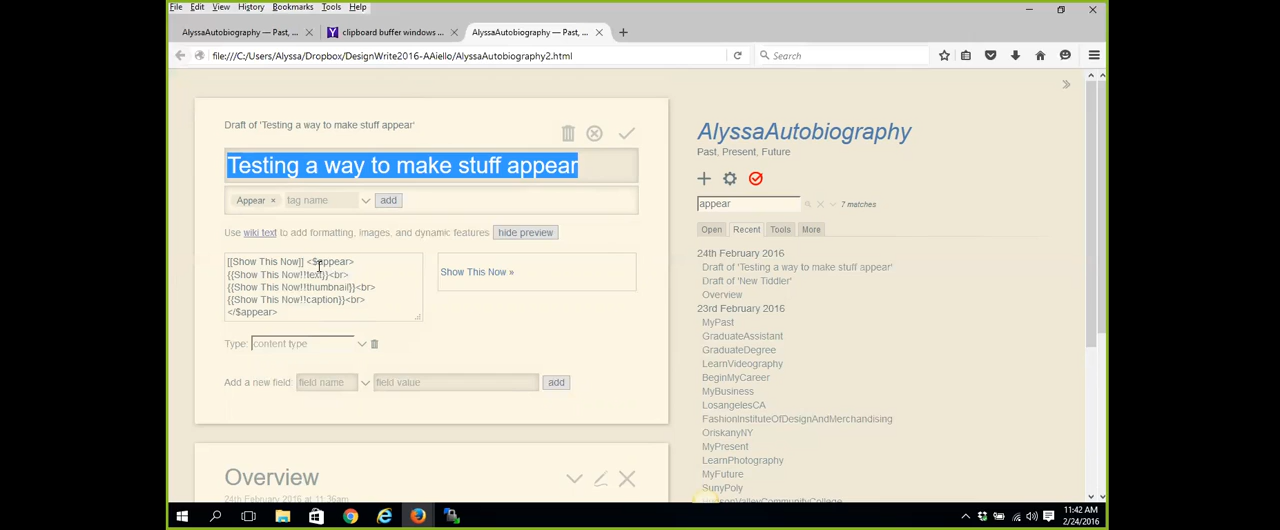 File Edit View History Bookmarks Tools Help
AlyssaAutobiography — Past, ... × clipboard buffer windows ... × AlyssaAutobiography — Past, ... ×
file:///C:/Users/Alyssa/Dropbox/DesignWrite2016-AAiello/AlyssaAutobiography2.html
Search
Draft of 'Testing a way to make stuff appear'
Testing a way to make stuff appear
Appear × tag name add
Use wiki text to add formatting, images, and dynamic features hide preview
[[Show This Now]] <$appear>
{{Show This Now!!text}}<br>
{{Show This Now!!thumbnail}}<br>
{{Show This Now!!caption}}<br>
</$appear>
Show This Now »
Type: content type
Add a new field: field name field value add
Overview
24th February 2016 at 11:36am
AlyssaAutobiography
Past, Present, Future
appear 7 matches
Open Recent Tools More
24th February 2016
Draft of 'Testing a way to make stuff appear'
Draft of 'New Tiddler'
Overview
23rd February 2016
MyPast
GraduateAssistant
GraduateDegree
LearnVideography
BeginMyCareer
MyBusiness
LosangelesCA
FashionInstituteOfDesignAndMerchandising
OriskanyNY
MyPresent
LearnPhotography
MyFuture
SunyPoly
HudsonValleyCommunityCollege
11:42 AM
2/24/2016